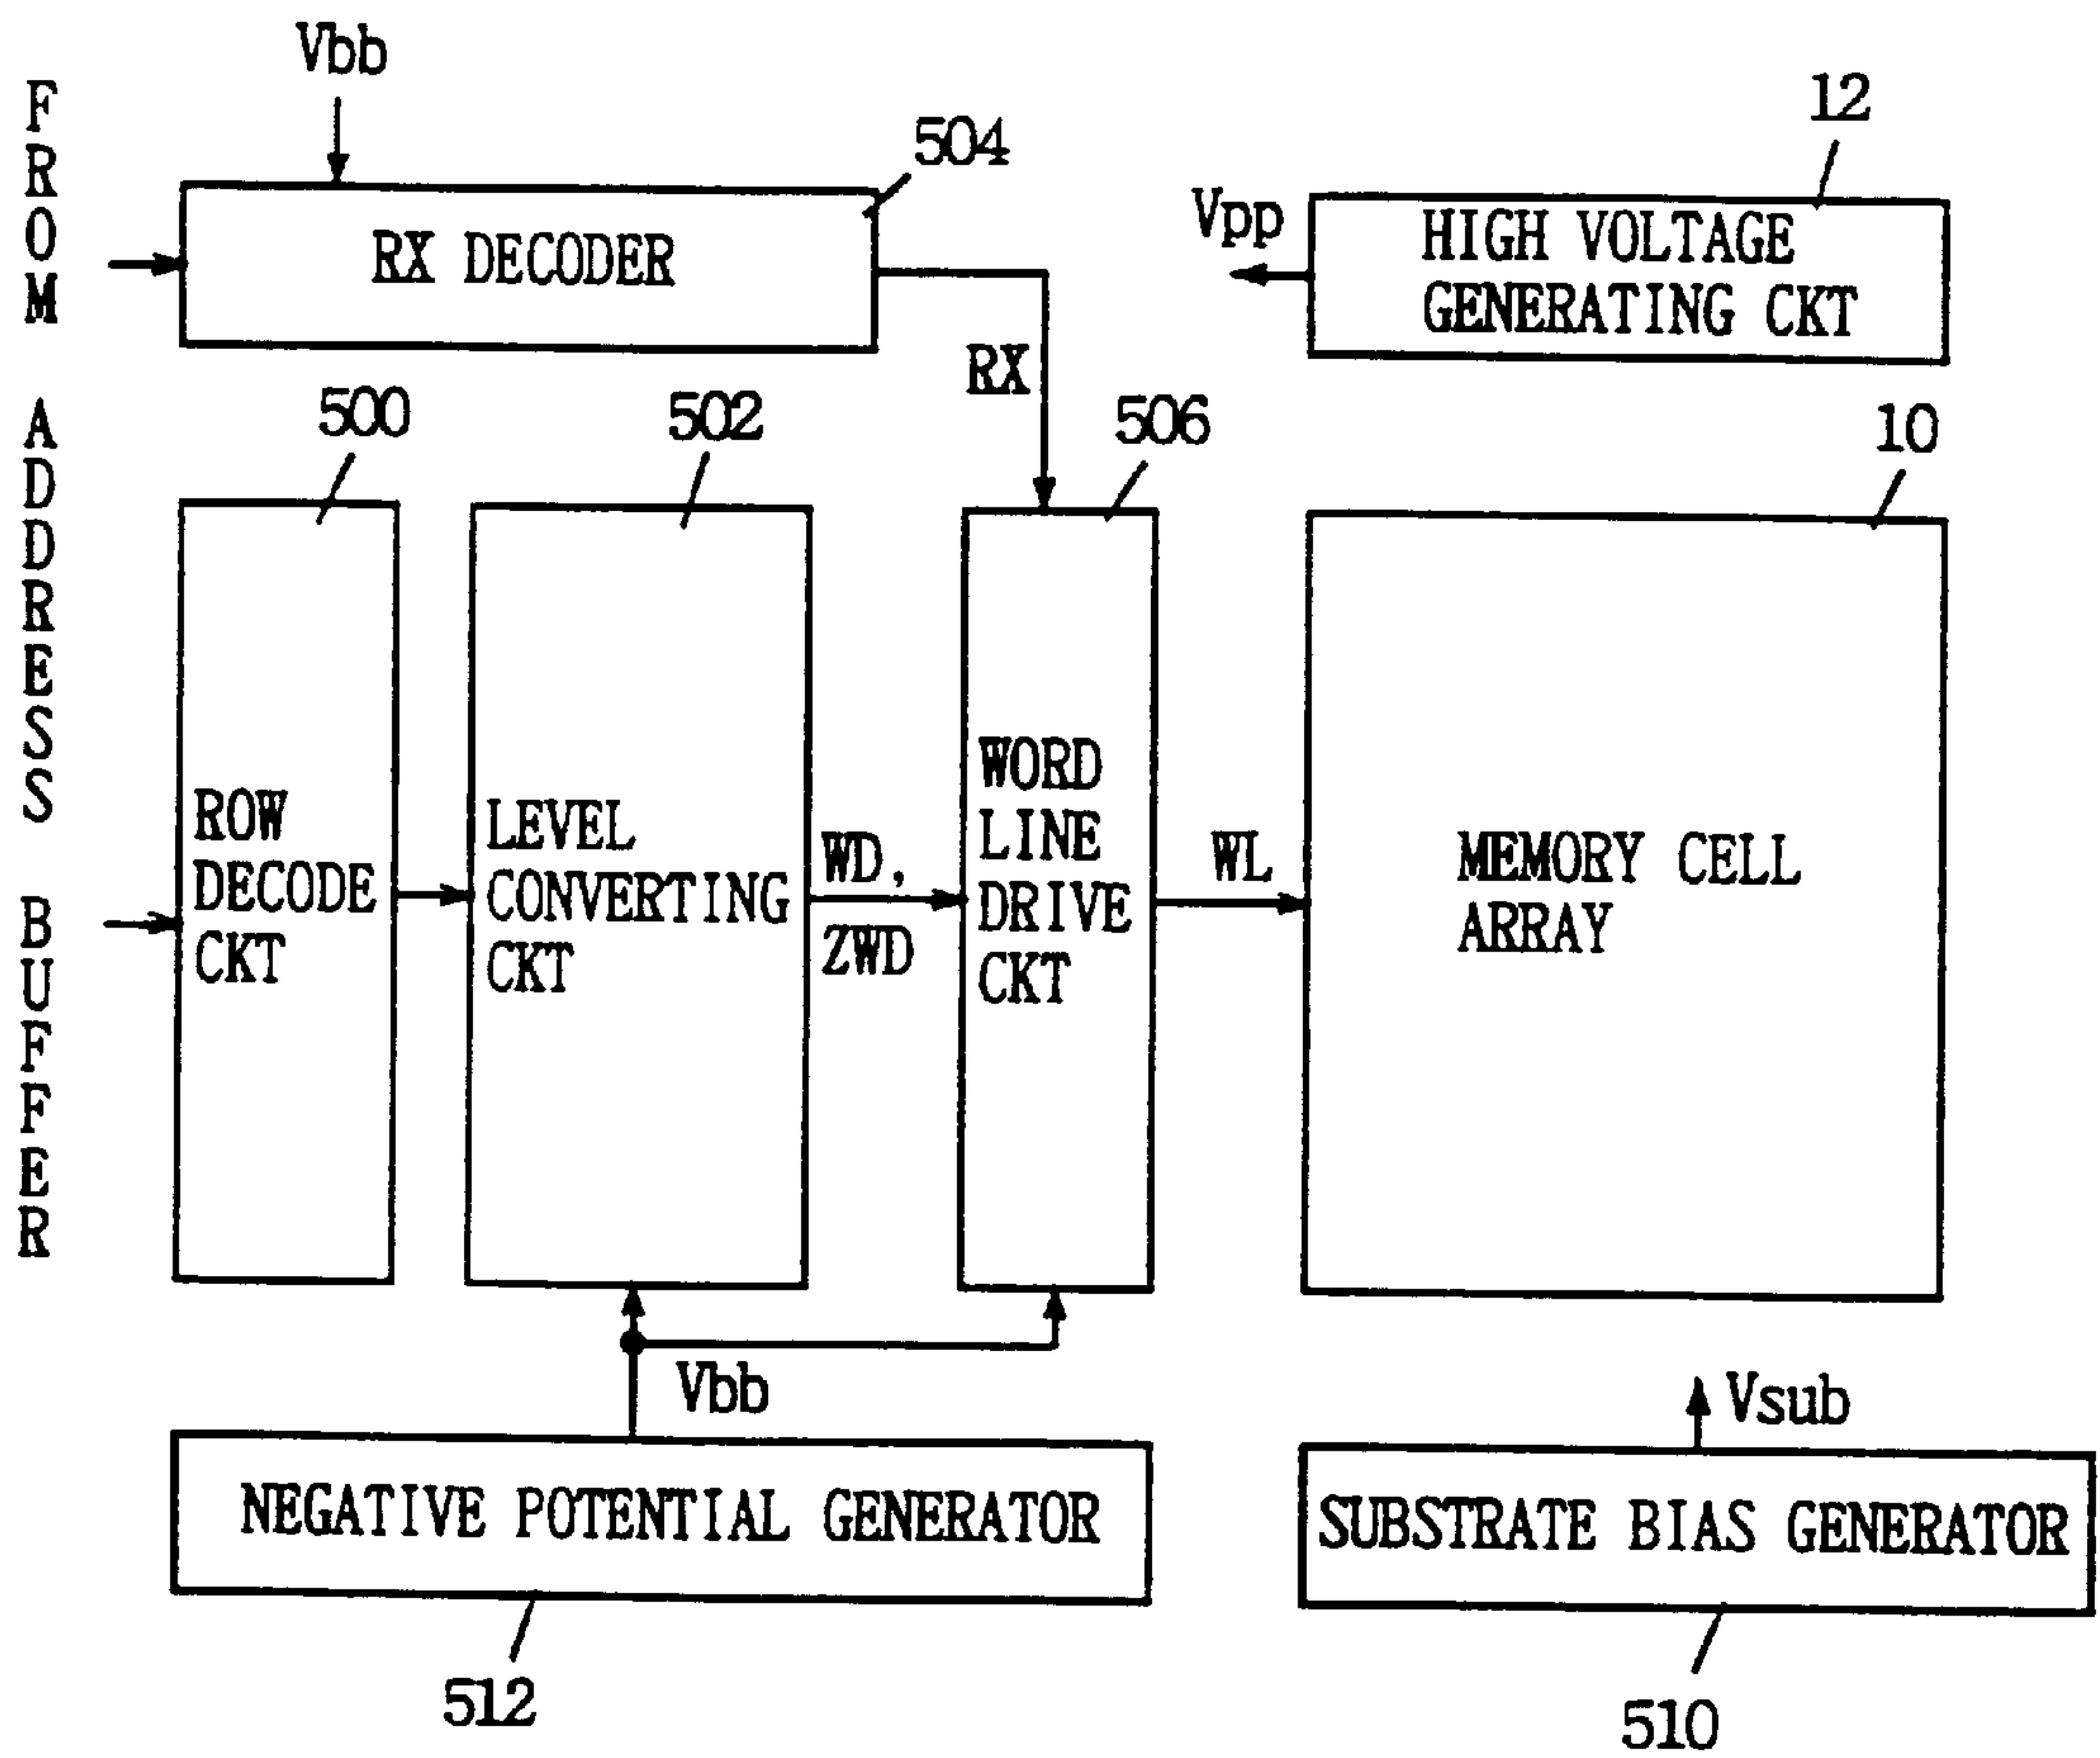 FROM ADDRESS BUFFER
Vbb
504
RX DECODER
RX
12
Vpp
HIGH VOLTAGE
GENERATING CKT
500
ROW
DECODE
CKT
502
LEVEL
CONVERTING
CKT
WD,
ZWD
506
WORD
LINE
DRIVE
CKT
WL
10
MEMORY CELL
ARRAY
Vbb
NEGATIVE POTENTIAL GENERATOR
512
Vsub
SUBSTRATE BIAS GENERATOR
510